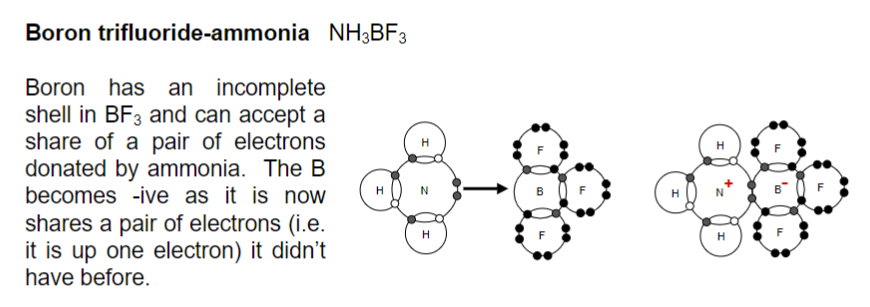 Boron trifluoride-ammonia NH₃BF₃
Boron has an incomplete
shell in BF₃ and can accept a
share of a pair of electrons
donated by ammonia. The B
becomes -ive as it is now
shares a pair of electrons (i.e.
it is up one electron) it didn't
have before.
H F
H N B F
H F
H F
H N+ B- F
H F